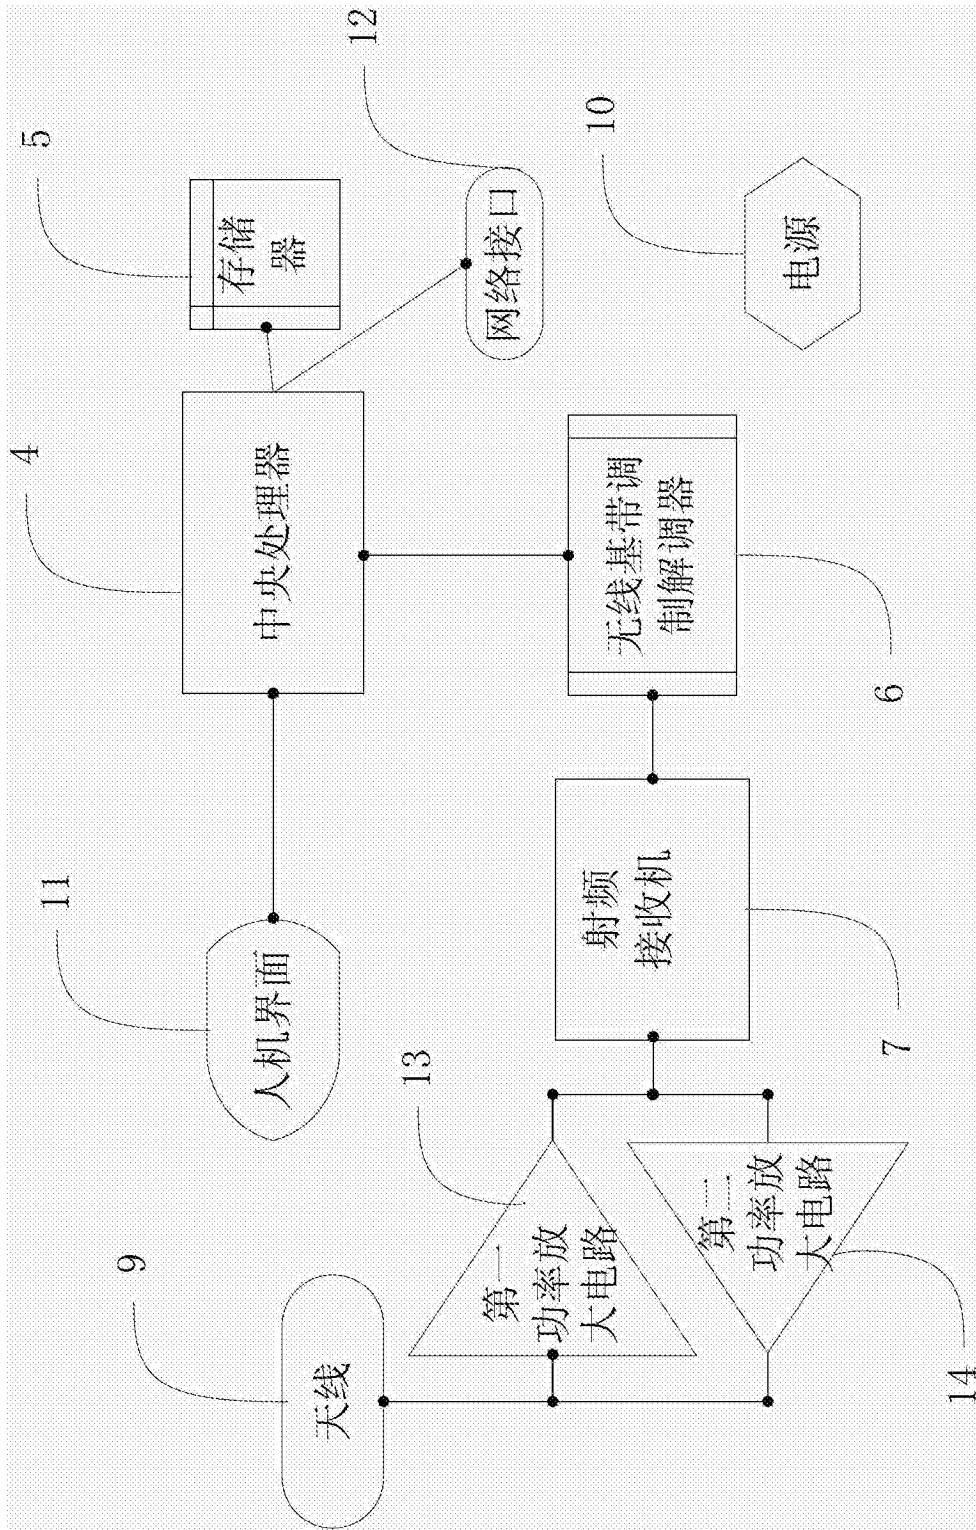 9
11
4
5
12
天线
人机界面
中央处理器
存储
器
13
网络接口
10
第一
功率放
大电路
射频
接收机
无线基带调
制解调器
第二
功率放
大电路
电源
14
7
6